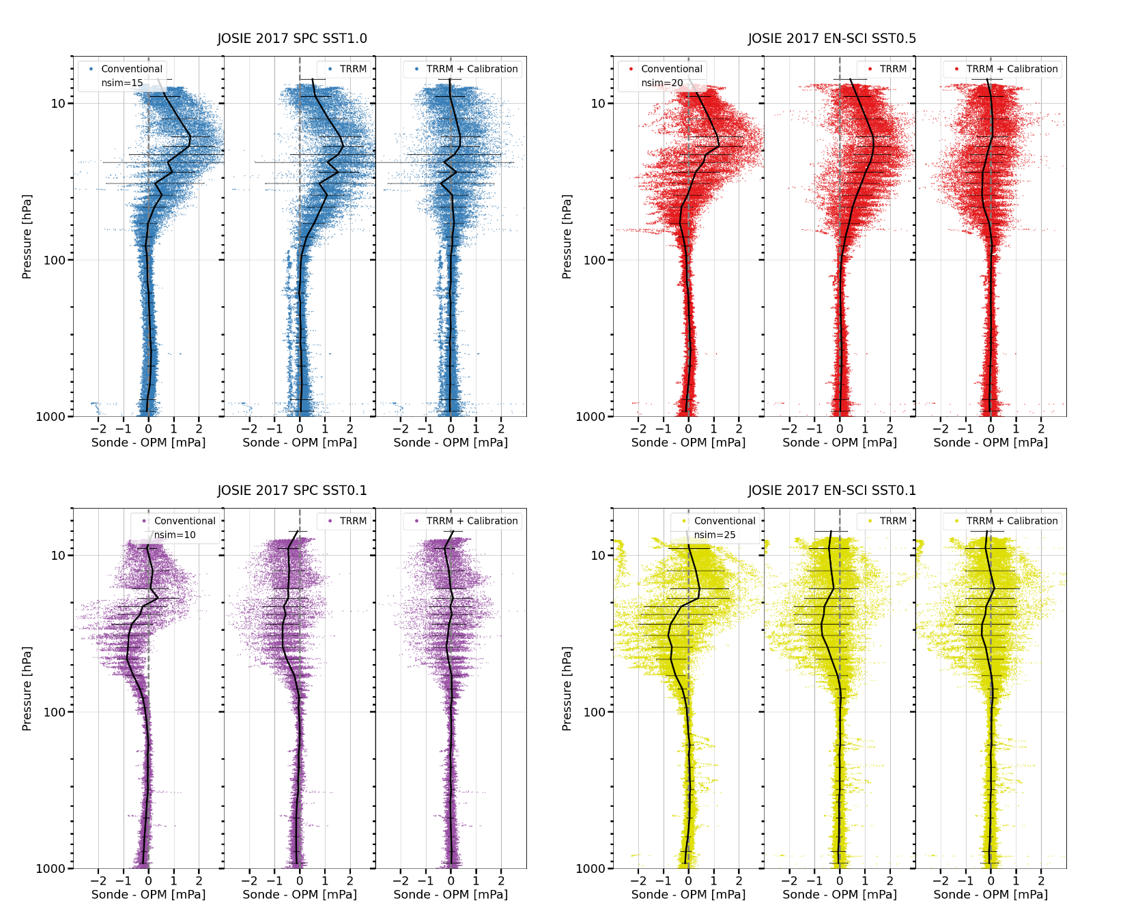 JOSIE 2017 SPC SST1.0
Conventional
nsim=15
TRRM
TRRM + Calibration
10
100
1000
Pressure [hPa]
−2 −1 0 1 2
−2 −1 0 1 2
−2 −1 0 1 2
Sonde - OPM [mPa]
Sonde - OPM [mPa]
Sonde - OPM [mPa]
JOSIE 2017 EN-SCI SST0.5
Conventional
nsim=20
TRRM
TRRM + Calibration
10
100
1000
Pressure [hPa]
−2 −1 0 1 2
−2 −1 0 1 2
−2 −1 0 1 2
Sonde - OPM [mPa]
Sonde - OPM [mPa]
Sonde - OPM [mPa]
JOSIE 2017 SPC SST0.1
Conventional
nsim=10
TRRM
TRRM + Calibration
10
100
1000
Pressure [hPa]
−2 −1 0 1 2
−2 −1 0 1 2
−2 −1 0 1 2
Sonde - OPM [mPa]
Sonde - OPM [mPa]
Sonde - OPM [mPa]
JOSIE 2017 EN-SCI SST0.1
Conventional
nsim=25
TRRM
TRRM + Calibration
10
100
1000
Pressure [hPa]
−2 −1 0 1 2
−2 −1 0 1 2
−2 −1 0 1 2
Sonde - OPM [mPa]
Sonde - OPM [mPa]
Sonde - OPM [mPa]